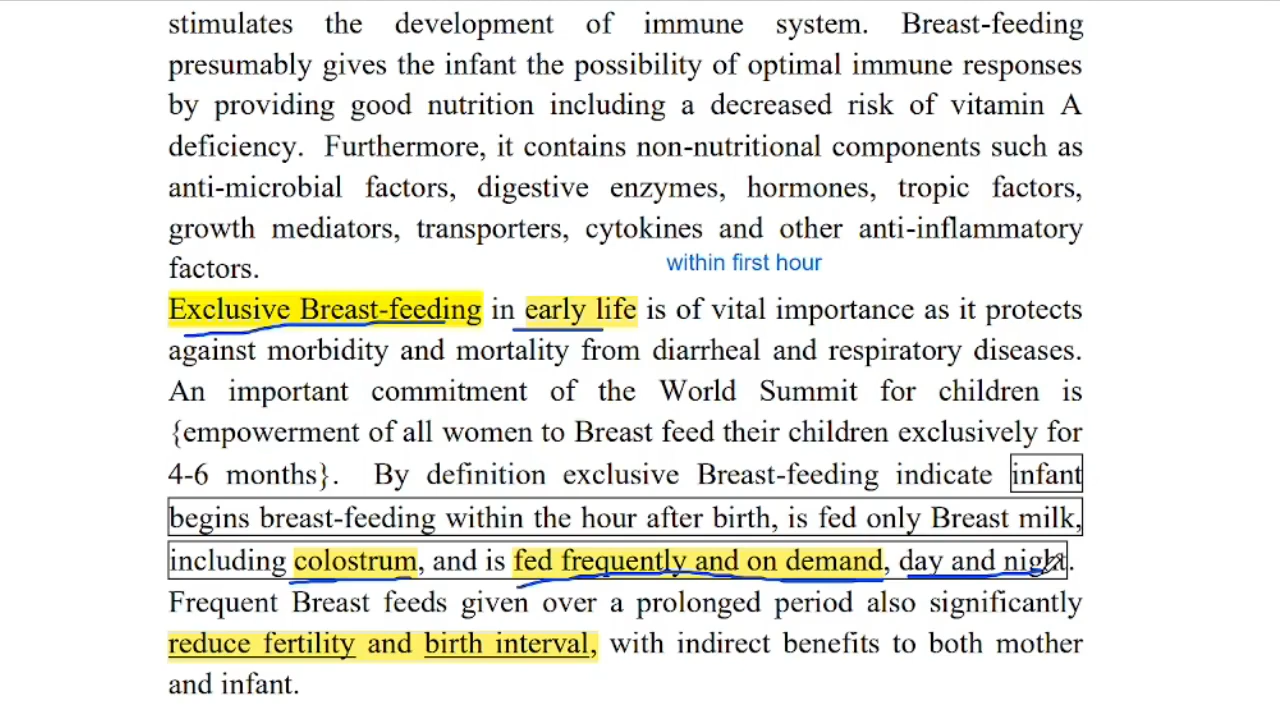 stimulates the development of immune system. Breast-feeding
presumably gives the infant the possibility of optimal immune responses
by providing good nutrition including a decreased risk of vitamin A
deficiency. Furthermore, it contains non-nutritional components such as
anti-microbial factors, digestive enzymes, hormones, tropic factors,
growth mediators, transporters, cytokines and other anti-inflammatory
factors.
within first hour
Exclusive Breast-feeding in early life is of vital importance as it protects
against morbidity and mortality from diarrheal and respiratory diseases.
An important commitment of the World Summit for children is
{empowerment of all women to Breast feed their children exclusively for
4-6 months}. By definition exclusive Breast-feeding indicate infant
begins breast-feeding within the hour after birth, is fed only Breast milk,
including colostrum, and is fed frequently and on demand, day and night.
Frequent Breast feeds given over a prolonged period also significantly
reduce fertility and birth interval, with indirect benefits to both mother
and infant.